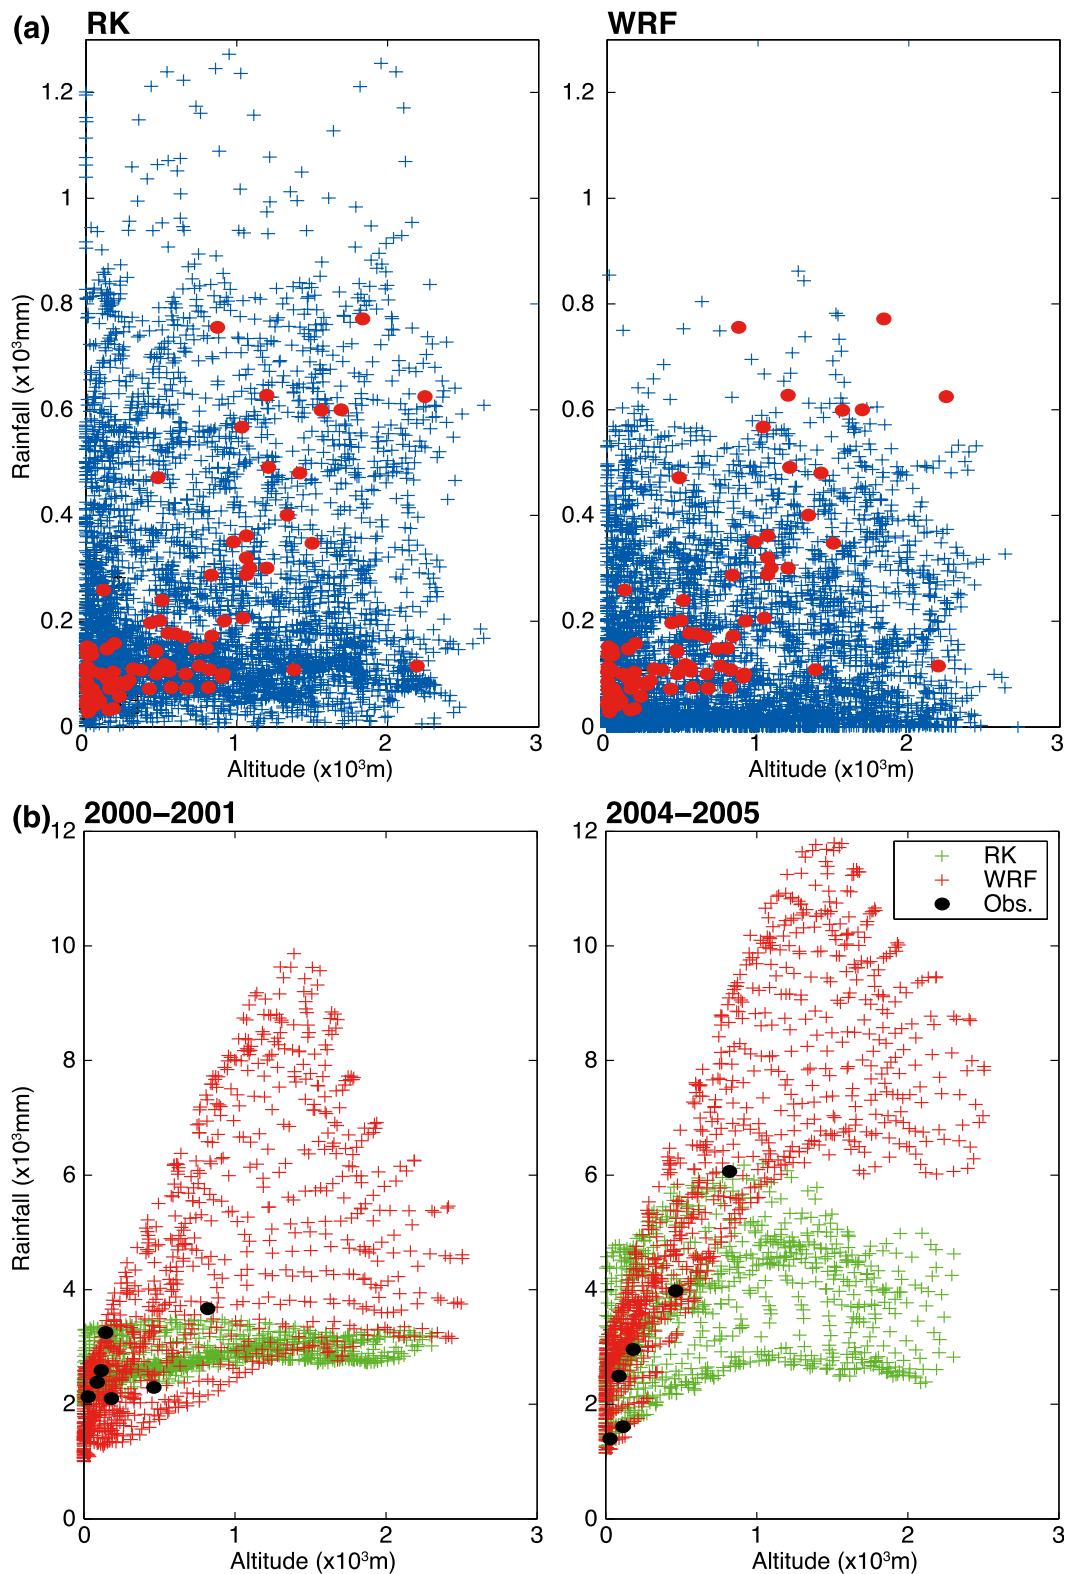 (a) RK WRF
Rainfall (x10³mm)
1.2
1
0.8
0.6
0.4
0.2
0
0 1 2 3
Altitude (x10³m)
1.2
1
0.8
0.6
0.4
0.2
0
0 1 2 3
Altitude (x10³m)
(b) 2000–2001 2004–2005
Rainfall (x10³mm)
12
10
8
6
4
2
0
0 1 2 3
Altitude (x10³m)
12
10
8
6
4
2
0
0 1 2 3
Altitude (x10³m)
RK
WRF
Obs.